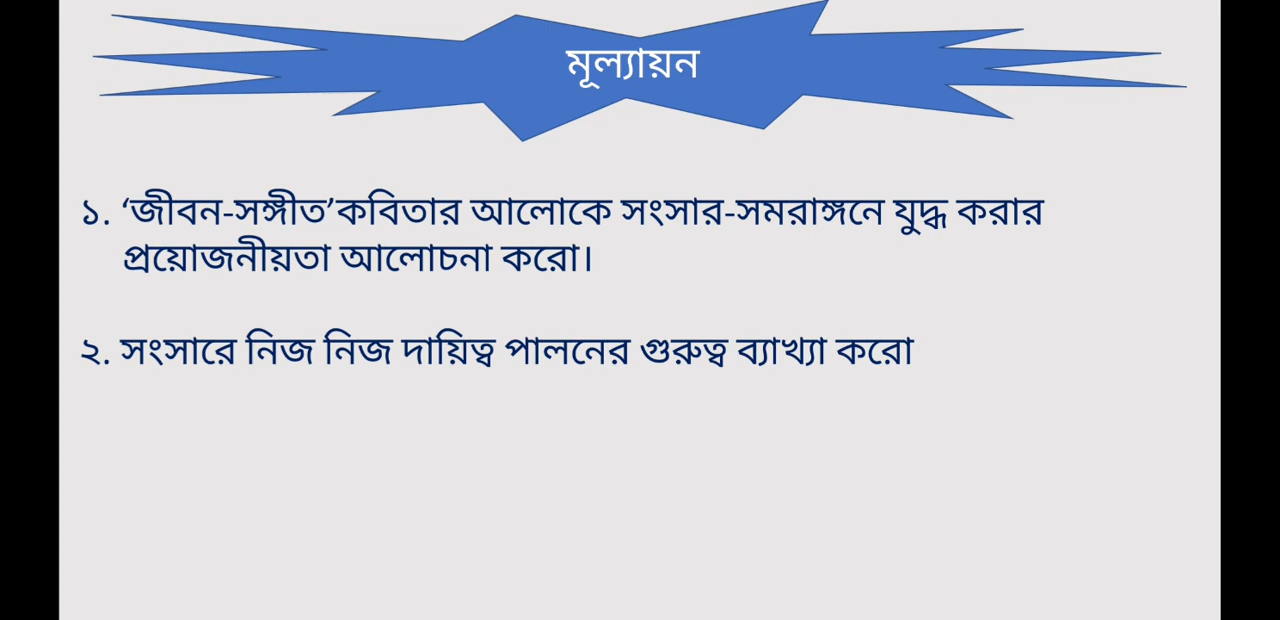 মূল্যায়ন
১. ‘জীবন-সঙ্গীত’কবিতার আলোকে সংসার-সমরাঙ্গনে যুদ্ধ করার
প্রয়োজনীয়তা আলোচনা করো।
২. সংসারে নিজ নিজ দায়িত্ব পালনের গুরুত্ব ব্যাখ্যা করো